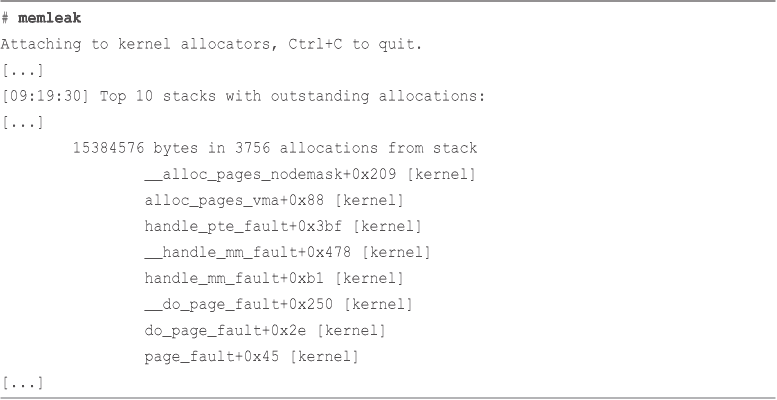 # memleak
Attaching to kernel allocators, Ctrl+C to quit.
[...]
[09:19:30] Top 10 stacks with outstanding allocations:
[...]
        15384576 bytes in 3756 allocations from stack
                __alloc_pages_nodemask+0x209 [kernel]
                alloc_pages_vma+0x88 [kernel]
                handle_pte_fault+0x3bf [kernel]
                __handle_mm_fault+0x478 [kernel]
                handle_mm_fault+0xb1 [kernel]
                __do_page_fault+0x250 [kernel]
                do_page_fault+0x2e [kernel]
                page_fault+0x45 [kernel]
[...]